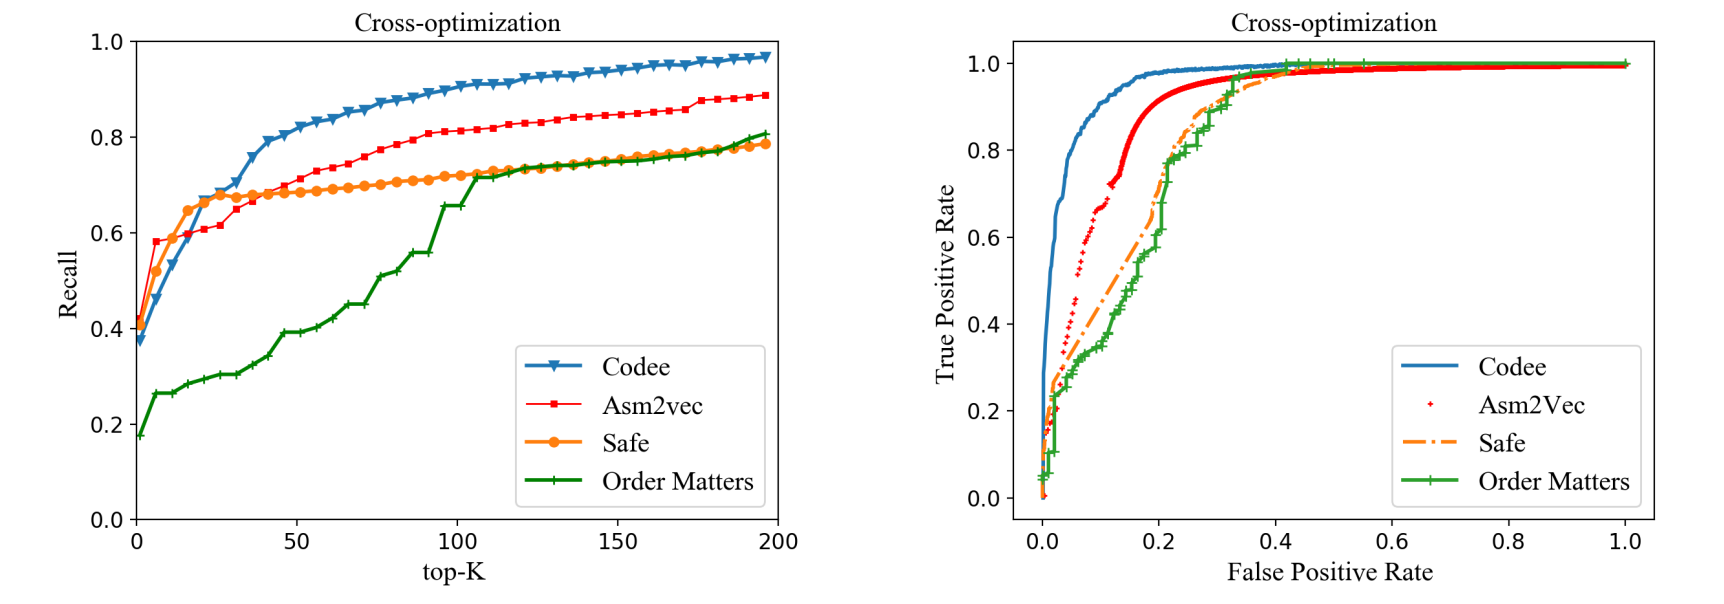 Cross-optimization
1.0
0.8
0.6
0.4
0.2
0.0
Recall
0
50
100
150
200
top-K
Codee
Asm2vec
Safe
Order Matters
Cross-optimization
1.0
0.8
0.6
0.4
0.2
0.0
True Positive Rate
0.0
0.2
0.4
0.6
0.8
1.0
False Positive Rate
Codee
Asm2Vec
Safe
Order Matters